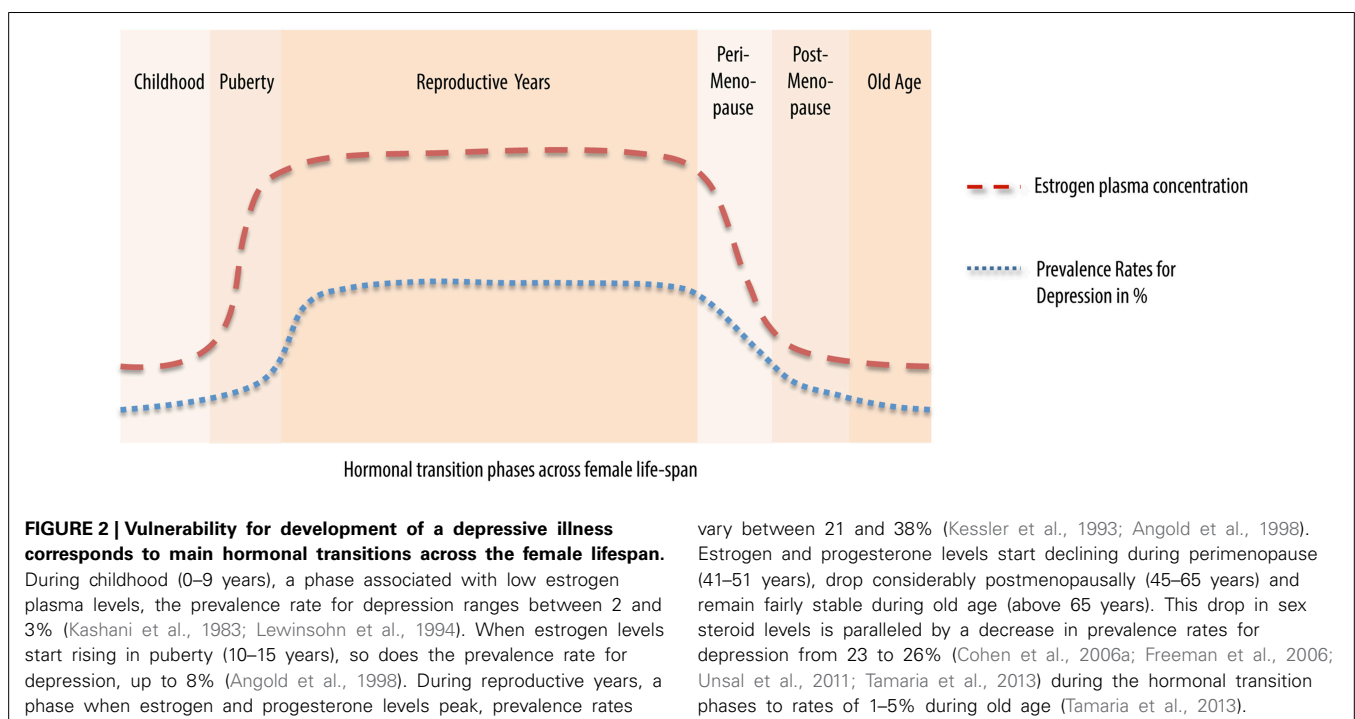 Childhood
Puberty
Reproductive Years
Peri-
Meno-
pause
Post-
Meno-
pause
Old Age
Estrogen plasma concentration
Prevalence Rates for
Depression in %
Hormonal transition phases across female life-span
FIGURE 2 | Vulnerability for development of a depressive illness
corresponds to main hormonal transitions across the female lifespan.
During childhood (0–9 years), a phase associated with low estrogen
plasma levels, the prevalence rate for depression ranges between 2 and
3% (Kashani et al., 1983; Lewinsohn et al., 1994). When estrogen levels
start rising in puberty (10–15 years), so does the prevalence rate for
depression, up to 8% (Angold et al., 1998). During reproductive years, a
phase when estrogen and progesterone levels peak, prevalence rates
vary between 21 and 38% (Kessler et al., 1993; Angold et al., 1998).
Estrogen and progesterone levels start declining during perimenopause
(41–51 years), drop considerably postmenopausally (45–65 years) and
remain fairly stable during old age (above 65 years). This drop in sex
steroid levels is paralleled by a decrease in prevalence rates for
depression from 23 to 26% (Cohen et al., 2006a; Freeman et al., 2006;
Unsal et al., 2011; Tamaria et al., 2013) during the hormonal transition
phases to rates of 1–5% during old age (Tamaria et al., 2013).